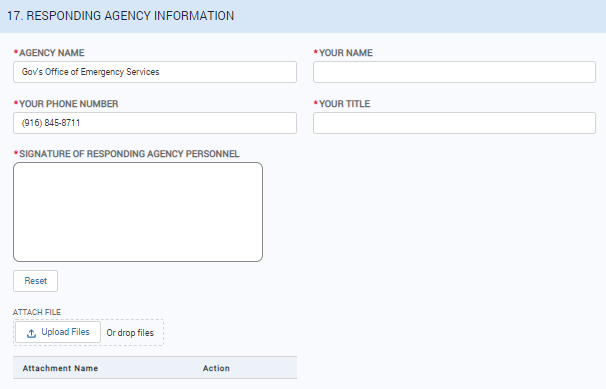 17. RESPONDING AGENCY INFORMATION
*AGENCY NAME
Gov's Office of Emergency Services
*YOUR NAME
*YOUR PHONE NUMBER
(916) 845-8711
*YOUR TITLE
*SIGNATURE OF RESPONDING AGENCY PERSONNEL
Reset
ATTACH FILE
Upload Files Or drop files
Attachment Name Action